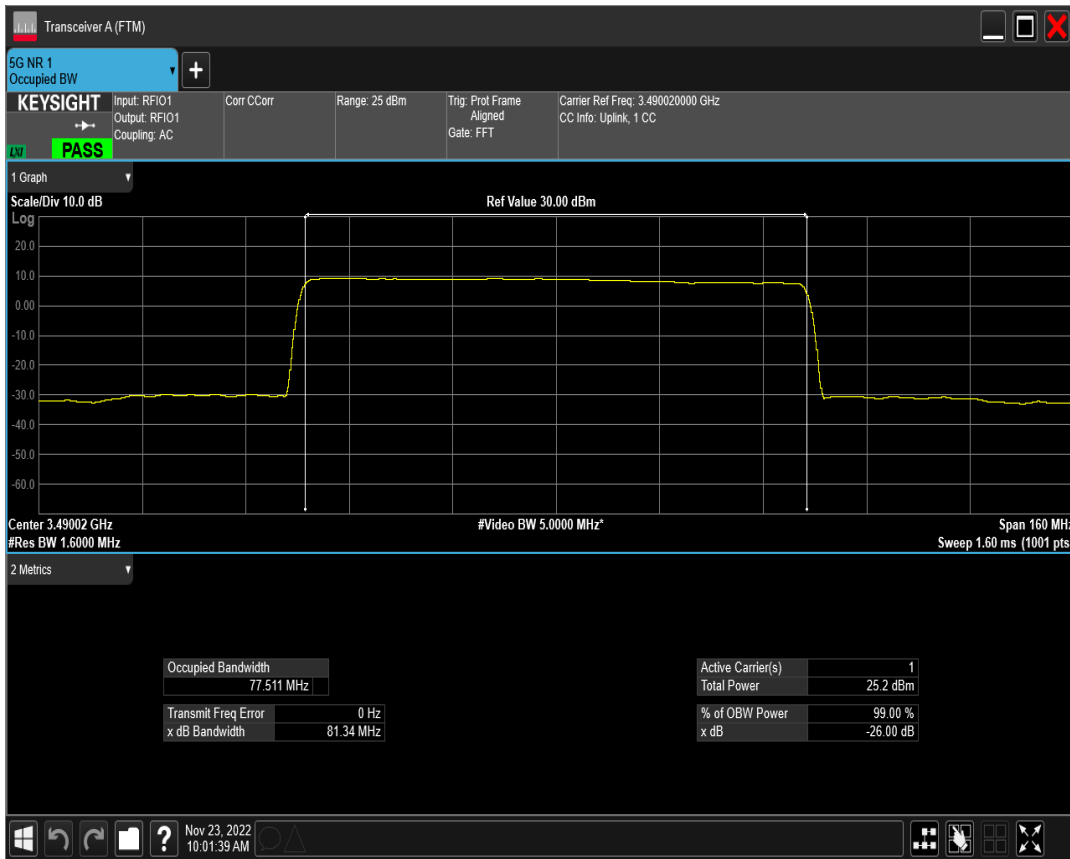 Transceiver A (FTM)
5G NR 1
Occupied BW
+
KEYSIGHT
LXI
PASS
Input: RFIO1
Output: RFIO1
Coupling: AC
Corr CCorr
Range: 25 dBm
Trig: Prot Frame
Aligned
Gate: FFT
Carrier Ref Freq: 3.490020000 GHz
CC Info: Uplink, 1 CC
1 Graph
Scale/Div 10.0 dB
Ref Value 30.00 dBm
Log
20.0
10.0
0.00
-10.0
-20.0
-30.0
-40.0
-50.0
-60.0
Center 3.49002 GHz
#Video BW 5.0000 MHz*
Span 160 MHz
#Res BW 1.6000 MHz
Sweep 1.60 ms (1001 pts
2 Metrics
Occupied Bandwidth
77.511 MHz
Transmit Freq Error 0 Hz
x dB Bandwidth 81.34 MHz
Active Carrier(s) 1
Total Power 25.2 dBm
% of OBW Power 99.00 %
x dB -26.00 dB
?
Nov 23, 2022
10:01:39 AM